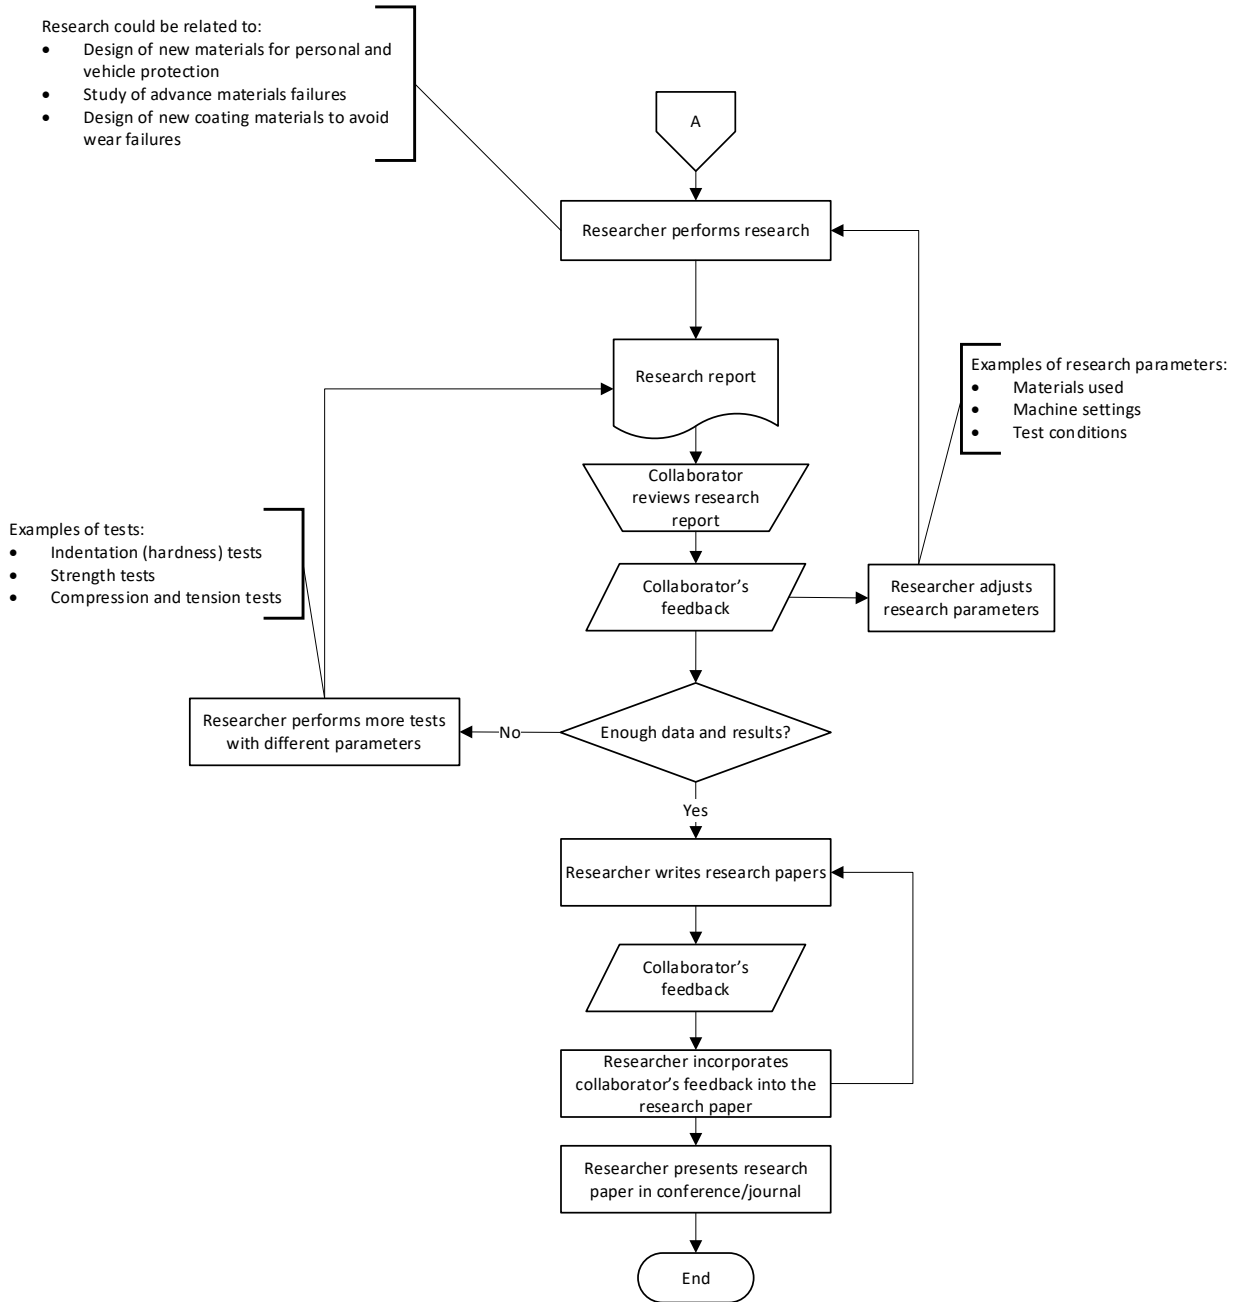 Research could be related to:
• Design of new materials for personal and
vehicle protection
• Study of advance materials failures
• Design of new coating materials to avoid
wear failures
A
Researcher performs research
Research report
Examples of research parameters:
• Materials used
• Machine settings
• Test conditions
Collaborator
reviews research
report
Examples of tests:
• Indentation (hardness) tests
• Strength tests
• Compression and tension tests
Collaborator's
feedback
Researcher adjusts
research parameters
Researcher performs more tests
with different parameters
No
Enough data and results?
Yes
Researcher writes research papers
Collaborator's
feedback
Researcher incorporates
collaborator's feedback into the
research paper
Researcher presents research
paper in conference/journal
End